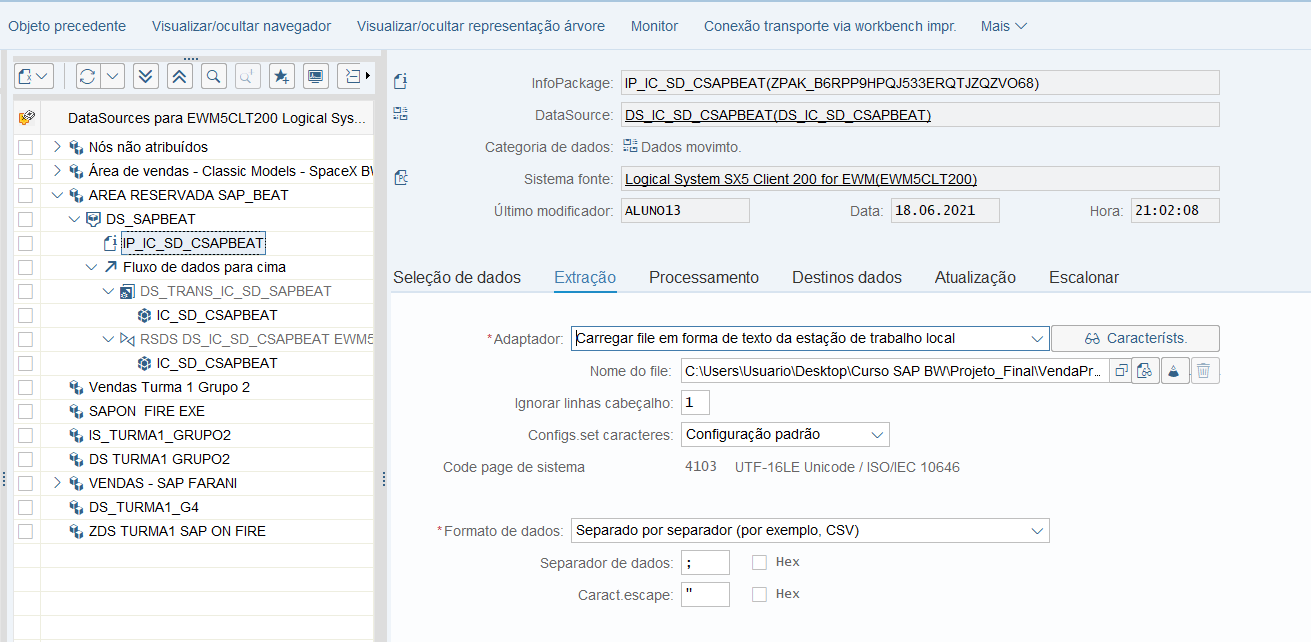 Objeto precedente Visualizar/ocultar navegador Visualizar/ocultar representação árvore Monitor Conexão transporte via workbench impr. Mais
DataSources para EWM5CLT200 Logical Sys...
Nós não atribuídos
Área de vendas - Classic Models - SpaceX BW
AREA RESERVADA SAP_BEAT
DS_SAPBEAT
IP_IC_SD_CSAPBEAT
Fluxo de dados para cima
DS_TRANS_IC_SD_SAPBEAT
IC_SD_CSAPBEAT
RSDS DS_IC_SD_CSAPBEAT EWM5
IC_SD_CSAPBEAT
Vendas Turma 1 Grupo 2
SAPON FIRE EXE
IS_TURMA1_GRUPO2
DS TURMA1 GRUPO2
VENDAS - SAP FARANI
DS_TURMA1_G4
ZDS TURMA1 SAP ON FIRE
InfoPackage: IP_IC_SD_CSAPBEAT(ZPAK_B6RPP9HPQJ533ERQTJZQZVO68)
DataSource: DS_IC_SD_CSAPBEAT(DS_IC_SD_CSAPBEAT)
Categoria de dados: Dados movimto.
Sistema fonte: Logical System SX5 Client 200 for EWM(EWM5CLT200)
Último modificador: ALUNO13 Data: 18.06.2021 Hora: 21:02:08
Seleção de dados Extração Processamento Destinos dados Atualização Escalonar
*Adaptador: Carregar file em forma de texto da estação de trabalho local Característs.
Nome do file: C:\Users\Usuario\Desktop\Curso SAP BW\Projeto_Final\VendaPr...
Ignorar linhas cabeçalho: 1
Configs.set caracteres: Configuração padrão
Code page de sistema 4103 UTF-16LE Unicode / ISO/IEC 10646
*Formato de dados: Separado por separador (por exemplo, CSV)
Separador de dados: ; Hex
Caract.escape: " Hex